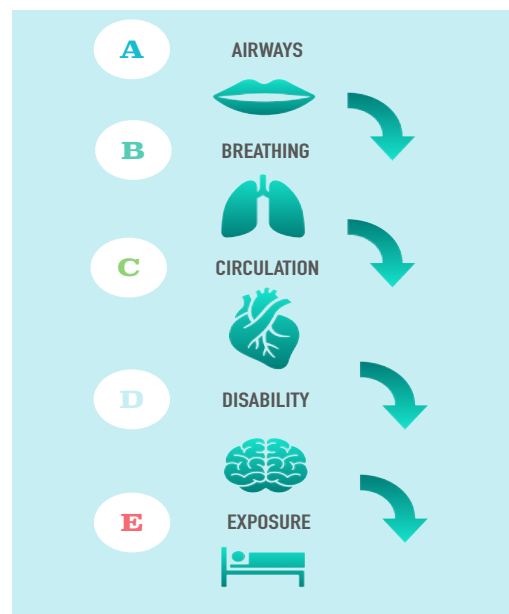 A AIRWAYS
B BREATHING
C CIRCULATION
D DISABILITY
E EXPOSURE